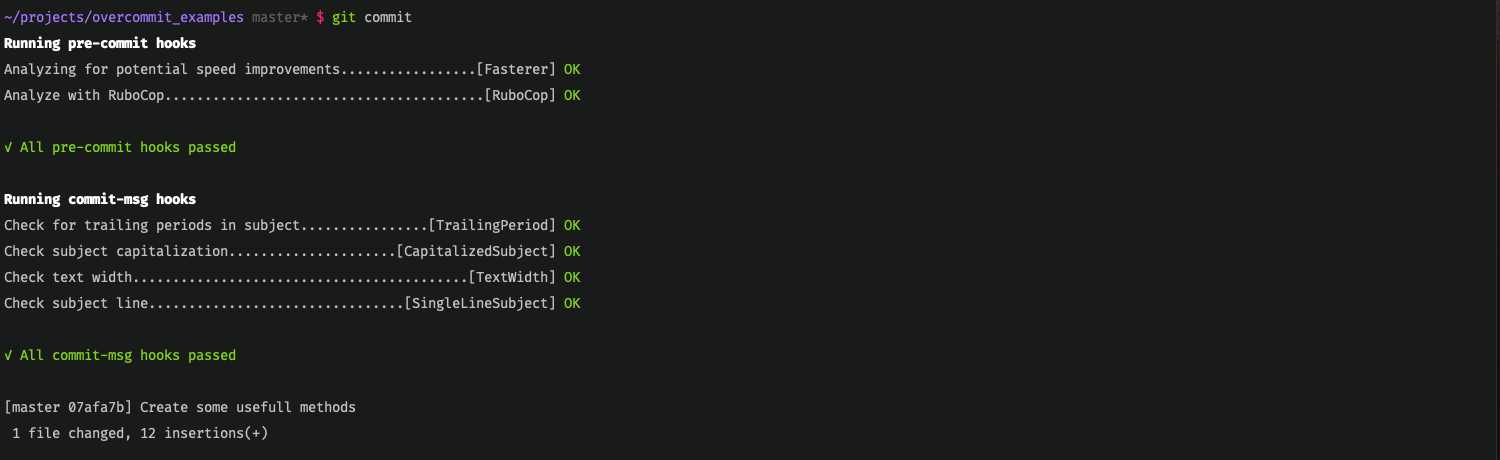 ~/projects/overcommit_examples master* $ git commit
Running pre-commit hooks
Analyzing for potential speed improvements.................[Fasterer] OK
Analyze with RuboCop........................................[RuboCop] OK
√ All pre-commit hooks passed
Running commit-msg hooks
Check for trailing periods in subject................[TrailingPeriod] OK
Check subject capitalization.....................[CapitalizedSubject] OK
Check text width..........................................[TextWidth] OK
Check subject line................................[SingleLineSubject] OK
√ All commit-msg hooks passed
[master 07afa7b] Create some usefull methods
1 file changed, 12 insertions(+)